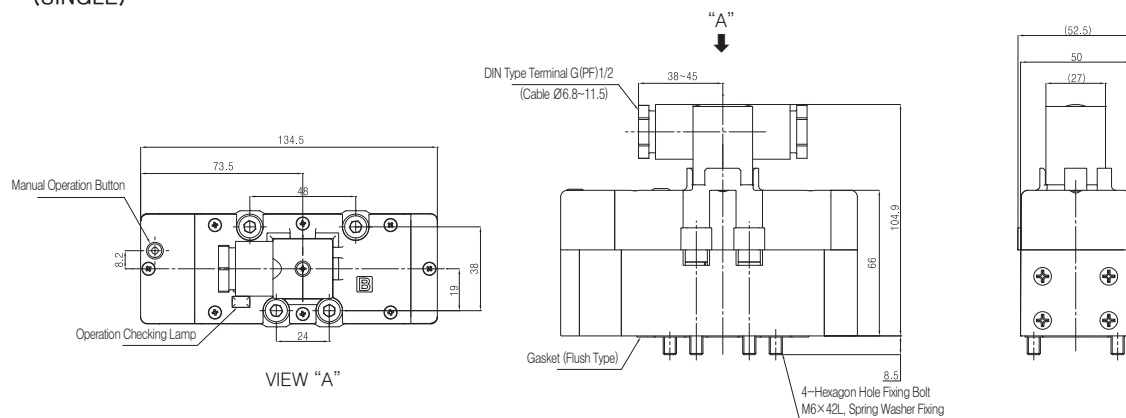 (SINGLE)
134.5
73.5
48
Manual Operation Button
8.2
38
19
B
Operation Checking Lamp
24
VIEW “A”
“A”
DIN Type Terminal G(PF)1/2
(Cable Ø6.8~11.5)
38~45
104.9
66
8.5
Gasket (Flush Type)
4-Hexagon Hole Fixing Bolt
M6×42L, Spring Washer Fixing
(52.5)
50
(27)